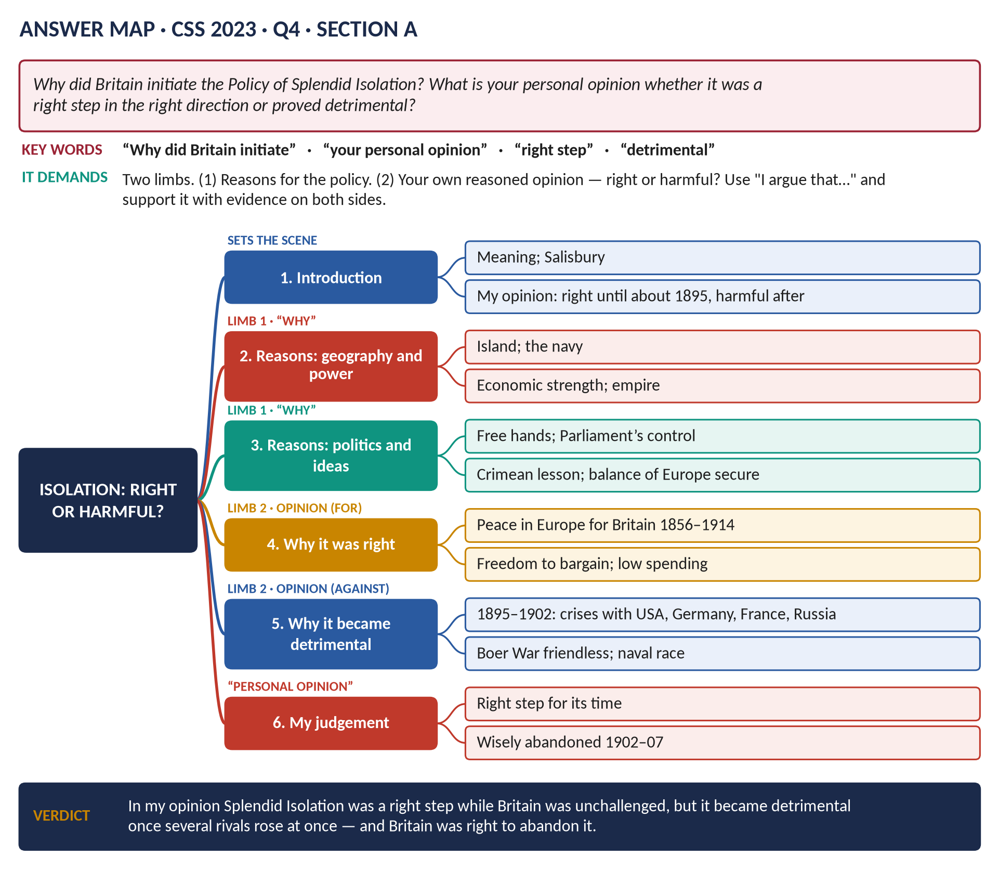 ANSWER MAP · CSS 2023 · Q4 · SECTION A
Why did Britain initiate the Policy of Splendid Isolation? What is your personal opinion whether it was a
right step in the right direction or proved detrimental?
KEY WORDS “Why did Britain initiate” · “your personal opinion” · “right step” · “detrimental”
IT DEMANDS Two limbs. (1) Reasons for the policy. (2) Your own reasoned opinion — right or harmful? Use "I argue that..." and
support it with evidence on both sides.
ISOLATION: RIGHT
OR HARMFUL?
SETS THE SCENE
1. Introduction
Meaning; Salisbury
My opinion: right until about 1895, harmful after
LIMB 1 · “WHY”
2. Reasons: geography and
power
Island; the navy
Economic strength; empire
LIMB 1 · “WHY”
3. Reasons: politics and
ideas
Free hands; Parliament’s control
Crimean lesson; balance of Europe secure
LIMB 2 · OPINION (FOR)
4. Why it was right
Peace in Europe for Britain 1856–1914
Freedom to bargain; low spending
LIMB 2 · OPINION (AGAINST)
5. Why it became
detrimental
1895–1902: crises with USA, Germany, France, Russia
Boer War friendless; naval race
“PERSONAL OPINION”
6. My judgement
Right step for its time
Wisely abandoned 1902–07
VERDICT
In my opinion Splendid Isolation was a right step while Britain was unchallenged, but it became detrimental
once several rivals rose at once — and Britain was right to abandon it.